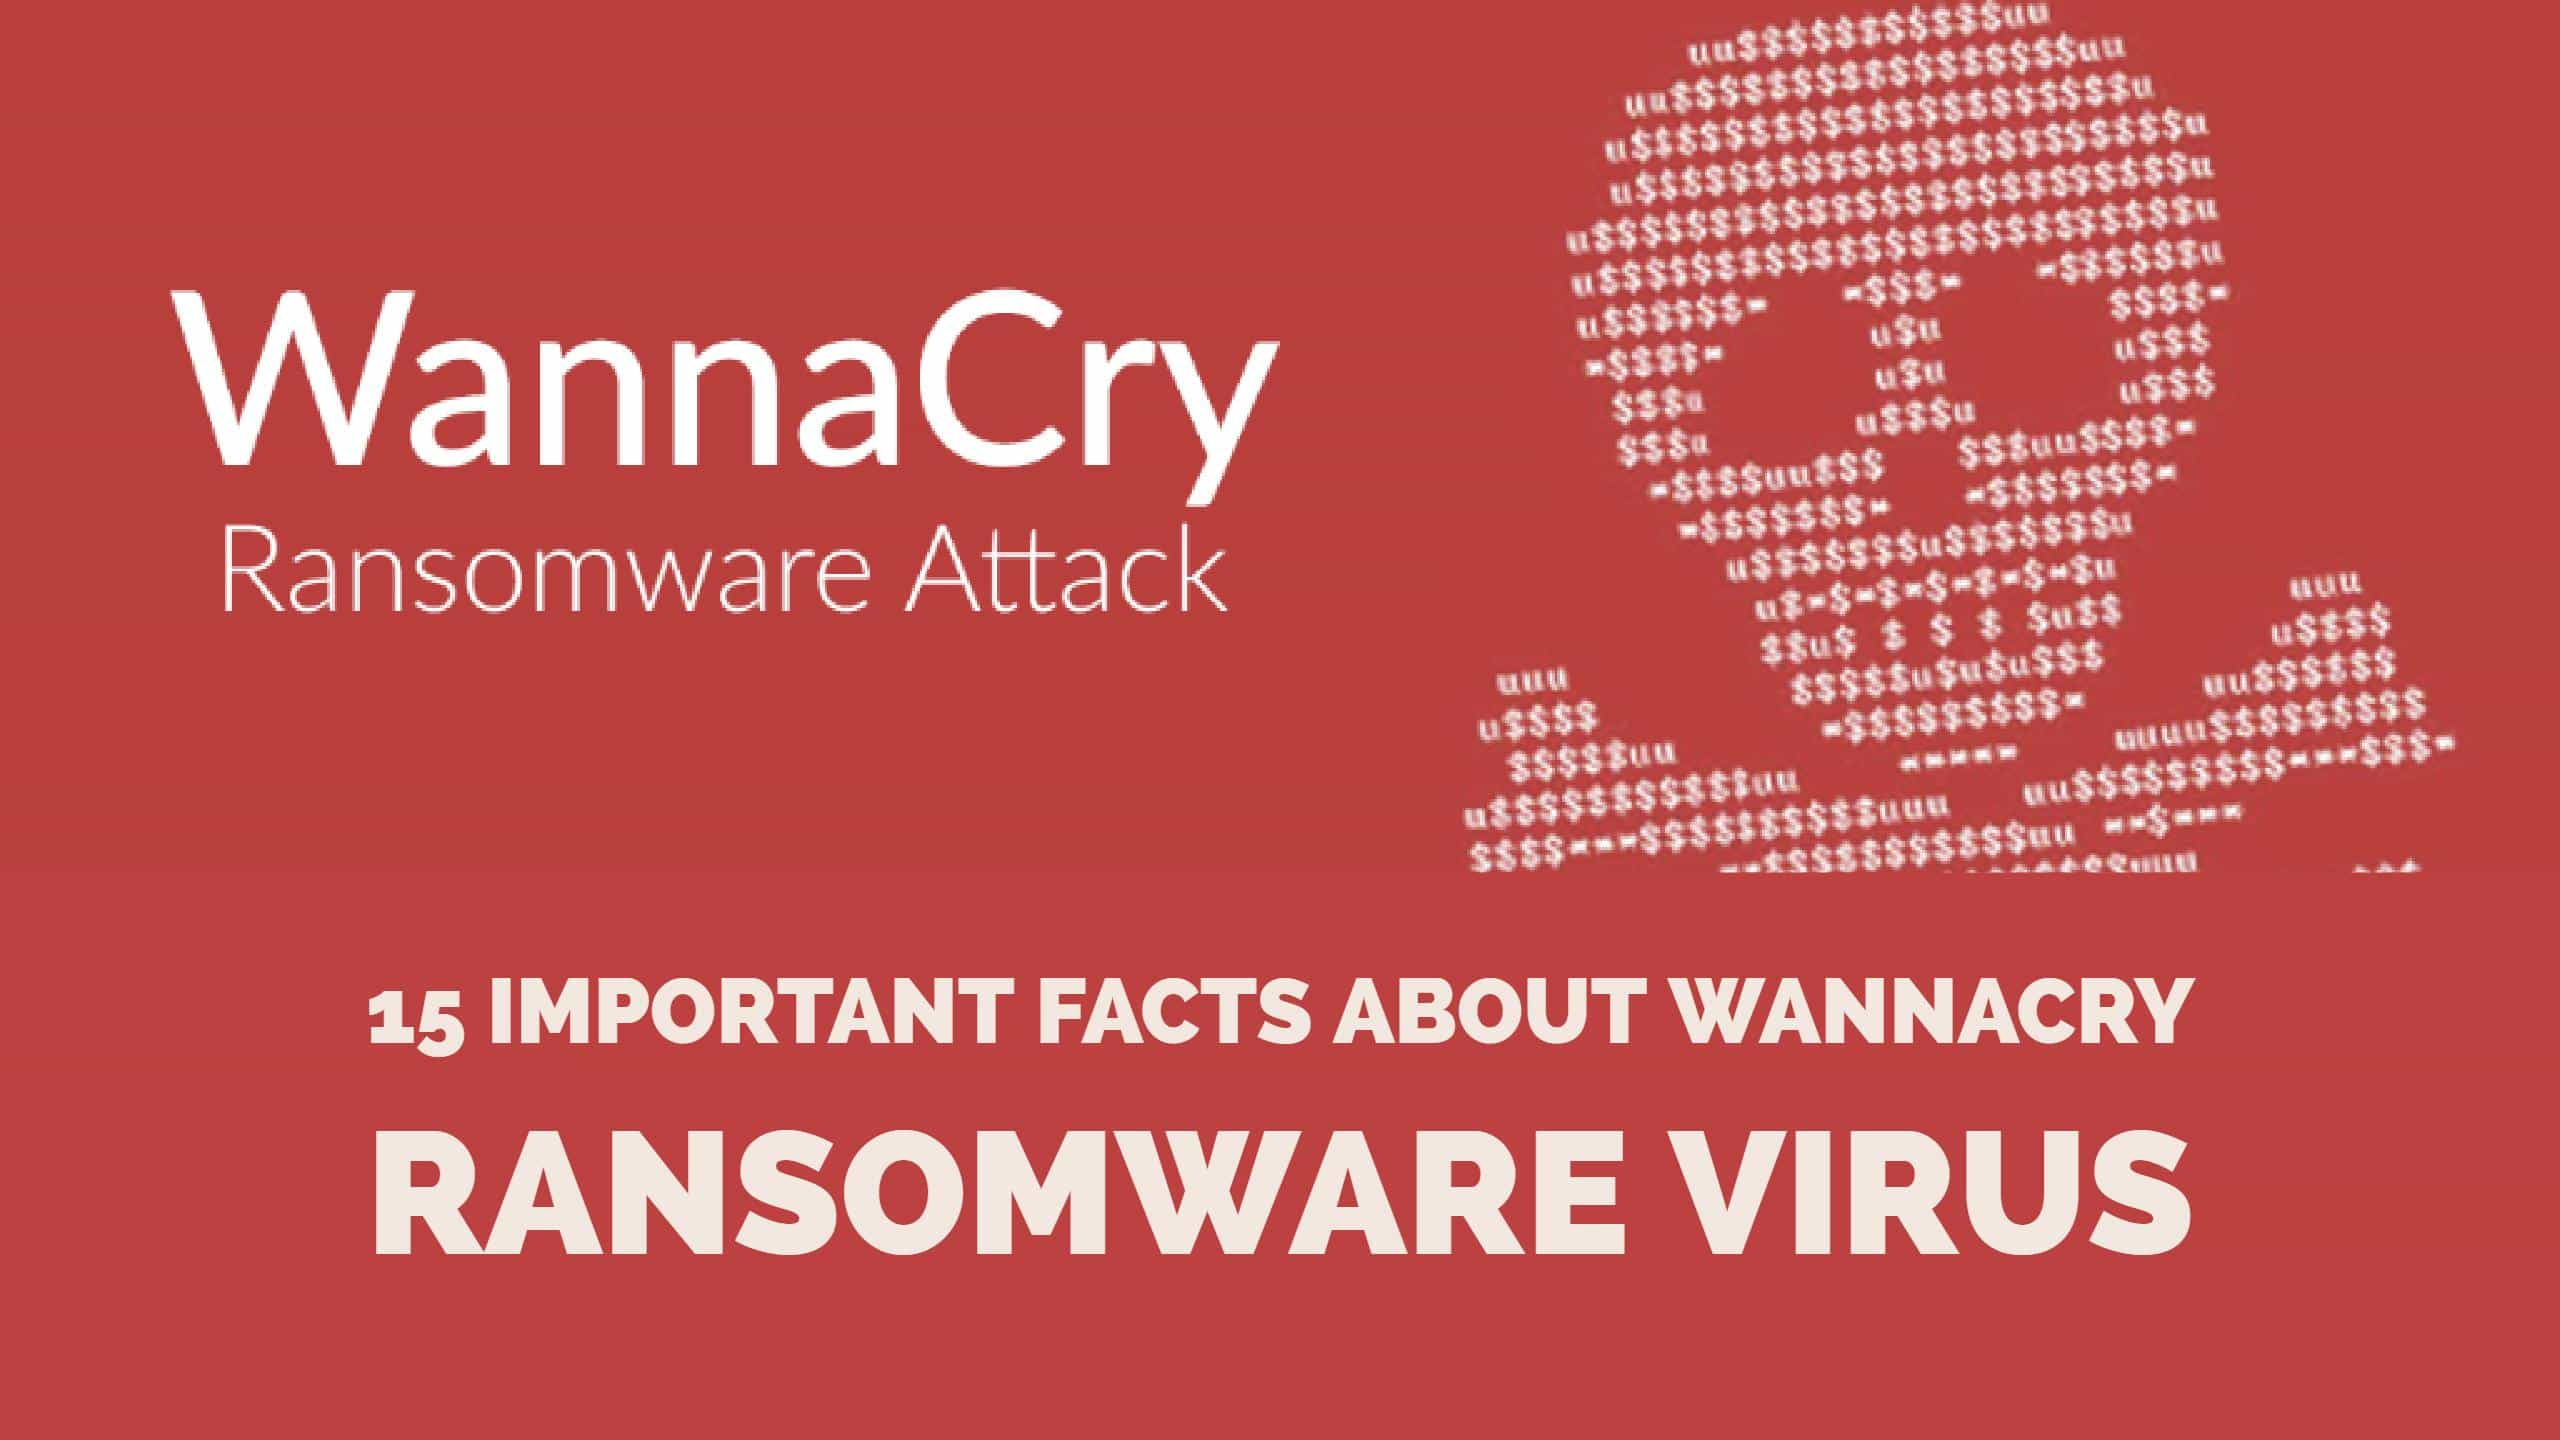 WannaCry
Ransomware Attack
15 IMPORTANT FACTS ABOUT WANNACRY
RANSOMWARE VIRUS